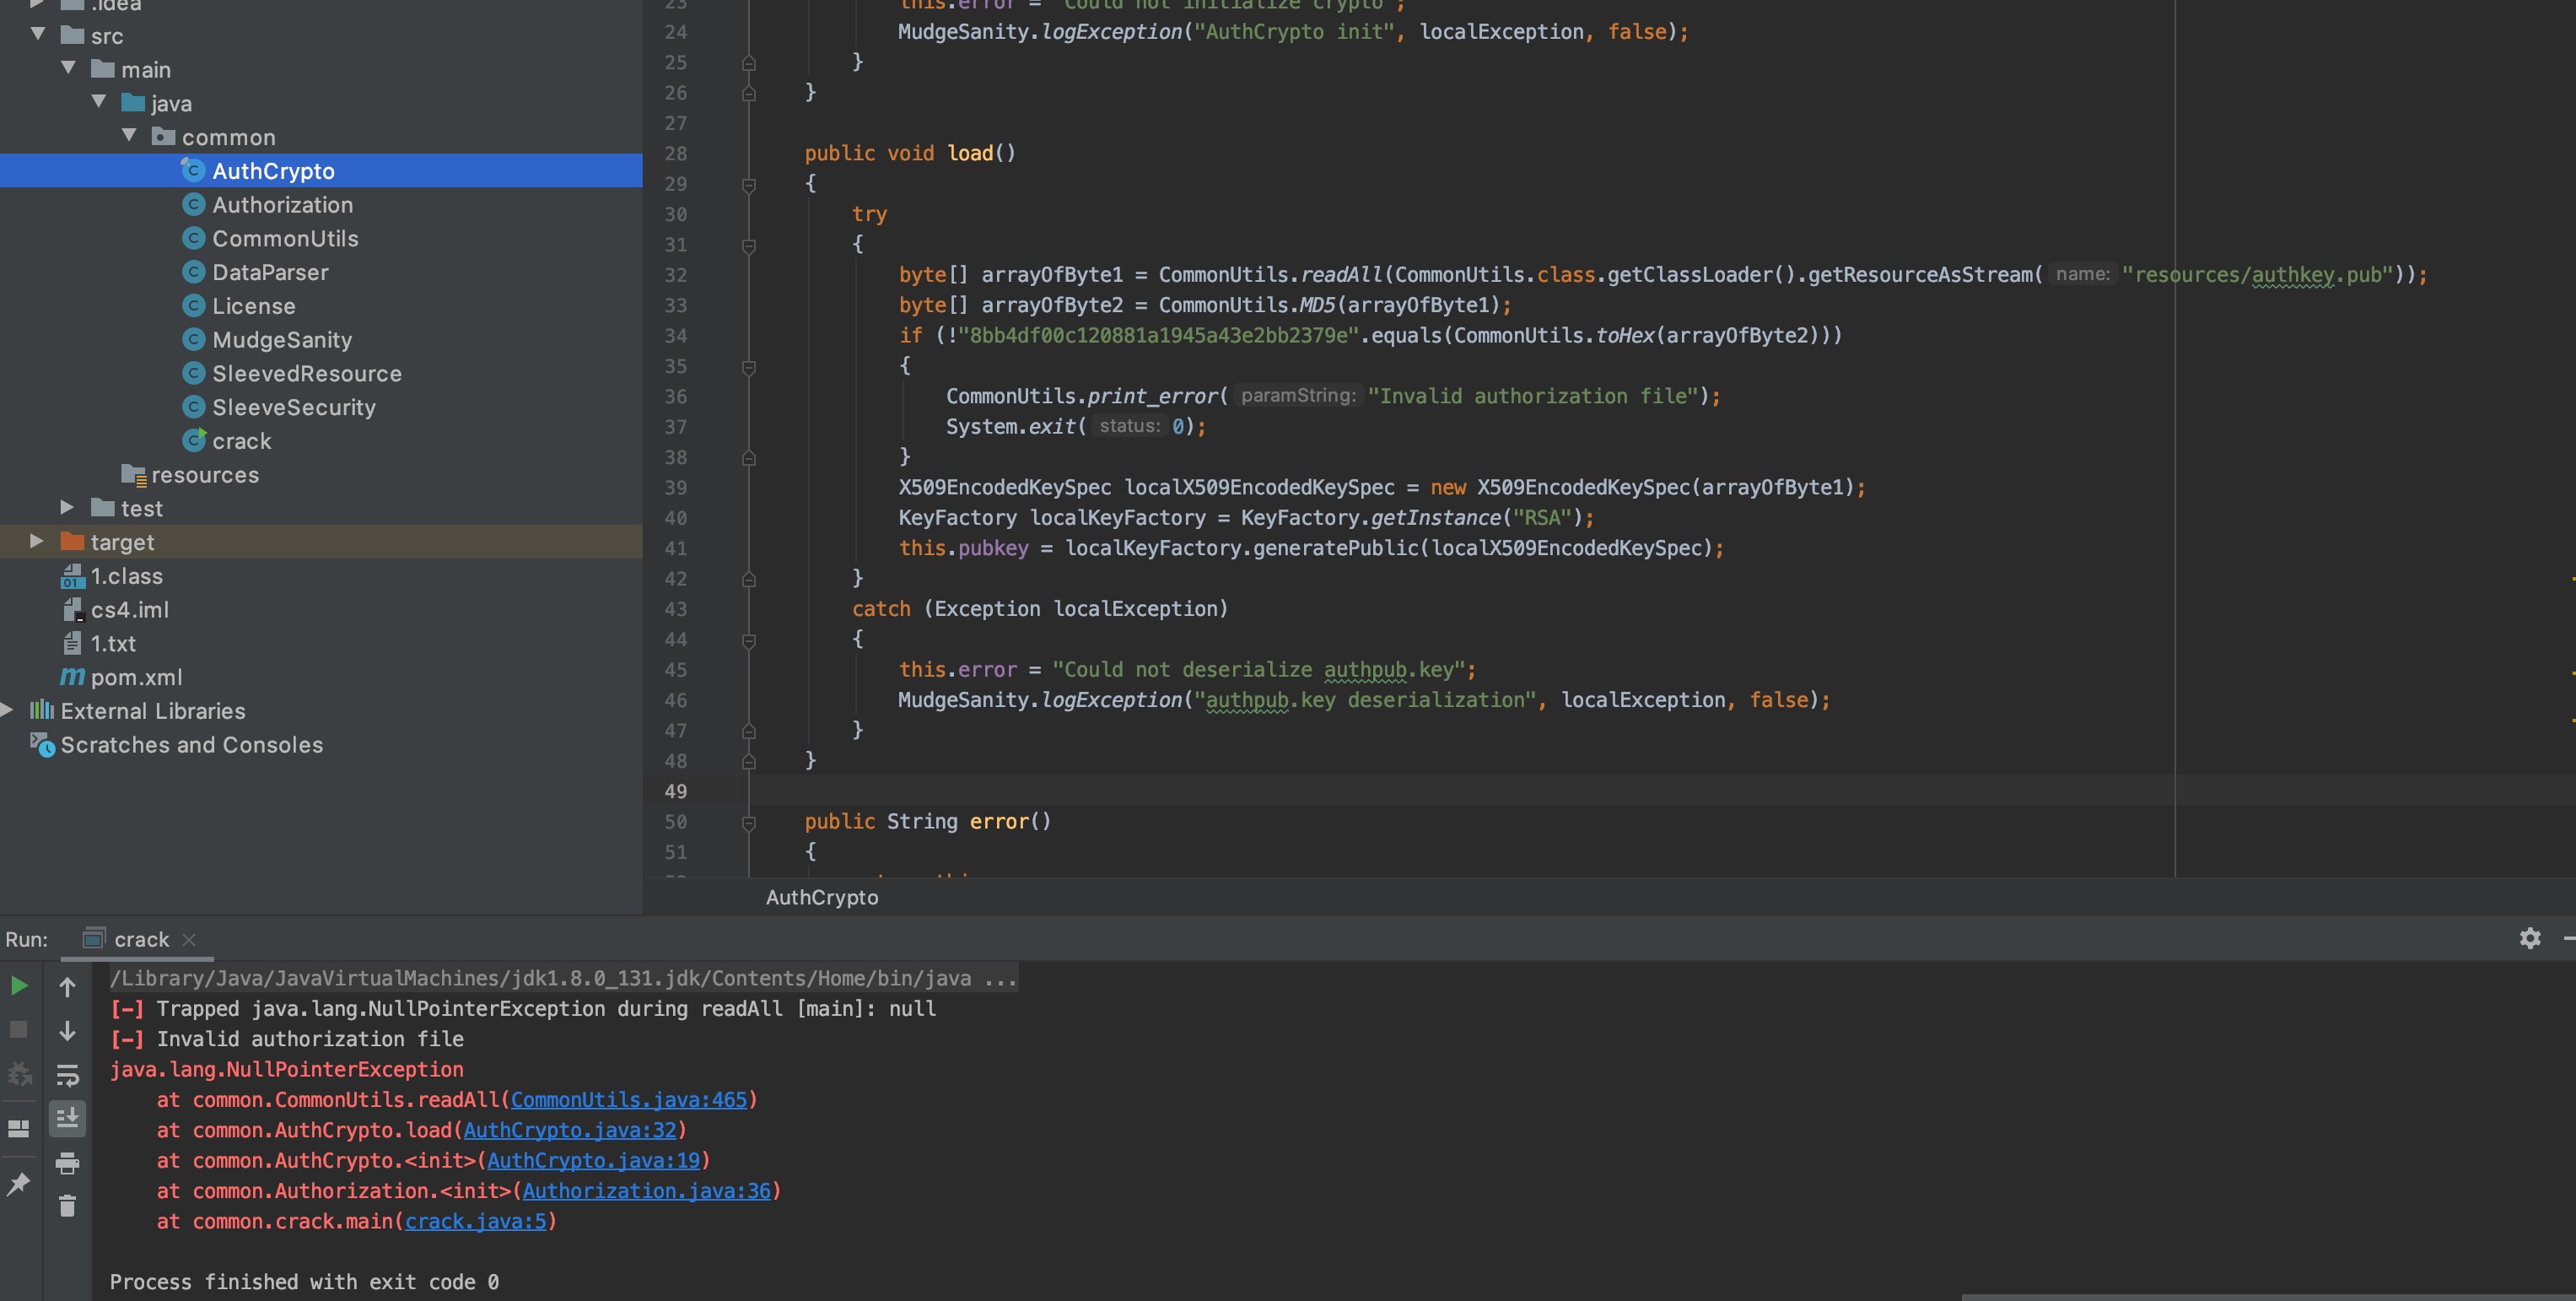 .idea
src
main
java
common
AuthCrypto
Authorization
CommonUtils
DataParser
License
MudgeSanity
SleevedResource
SleeveSecurity
crack
resources
test
target
1.class
cs4.iml
1.txt
pom.xml
External Libraries
Scratches and Consoles
23 this.error = "Could not initialize crypto";
24 MudgeSanity.logException("AuthCrypto init", localException, false);
25 }
26 }
27
28 public void load()
29 {
30 try
31 {
32 byte[] arrayOfByte1 = CommonUtils.readAll(CommonUtils.class.getClassLoader().getResourceAsStream( name: "resources/authkey.pub"));
33 byte[] arrayOfByte2 = CommonUtils.MD5(arrayOfByte1);
34 if (!"8bb4df00c120881a1945a43e2bb2379e".equals(CommonUtils.toHex(arrayOfByte2)))
35 {
36 CommonUtils.print_error( paramString: "Invalid authorization file");
37 System.exit( status: 0);
38 }
39 X509EncodedKeySpec localX509EncodedKeySpec = new X509EncodedKeySpec(arrayOfByte1);
40 KeyFactory localKeyFactory = KeyFactory.getInstance("RSA");
41 this.pubkey = localKeyFactory.generatePublic(localX509EncodedKeySpec);
42 }
43 catch (Exception localException)
44 {
45 this.error = "Could not deserialize authpub.key";
46 MudgeSanity.logException("authpub.key deserialization", localException, false);
47 }
48 }
49
50 public String error()
51 {
AuthCrypto
Run: crack
/Library/Java/JavaVirtualMachines/jdk1.8.0_131.jdk/Contents/Home/bin/java ...
[-] Trapped java.lang.NullPointerException during readAll [main]: null
[-] Invalid authorization file
java.lang.NullPointerException
at common.CommonUtils.readAll(CommonUtils.java:465)
at common.AuthCrypto.load(AuthCrypto.java:32)
at common.AuthCrypto.<init>(AuthCrypto.java:19)
at common.Authorization.<init>(Authorization.java:36)
at common.crack.main(crack.java:5)
Process finished with exit code 0